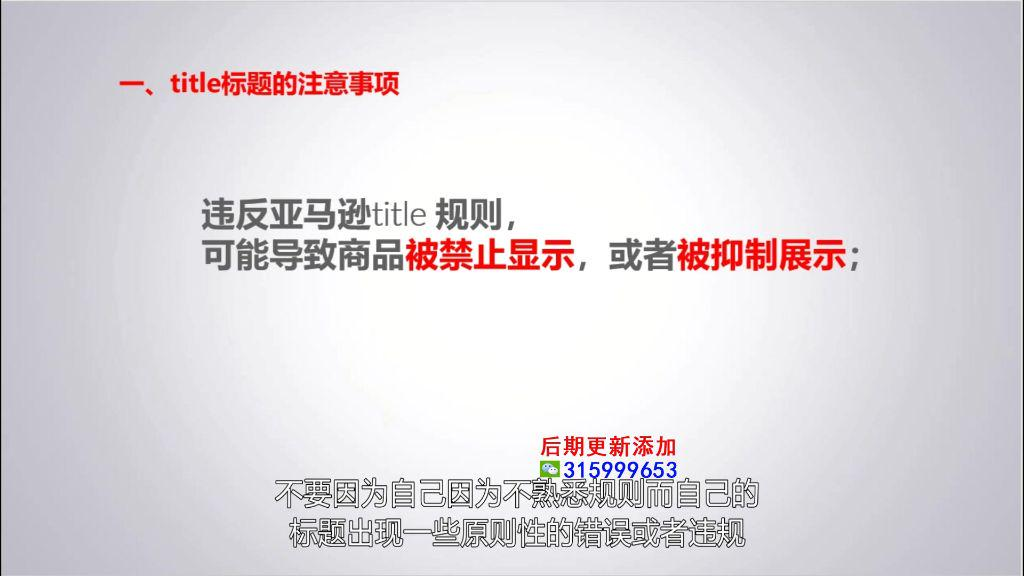 一、title标题的注意事项
违反亚马逊title 规则，
可能导致商品被禁止显示，或者被抑制展示；
后期更新添加
315999653
不要因为自己因为不熟悉规则而自己的
标题出现一些原则性的错误或者违规